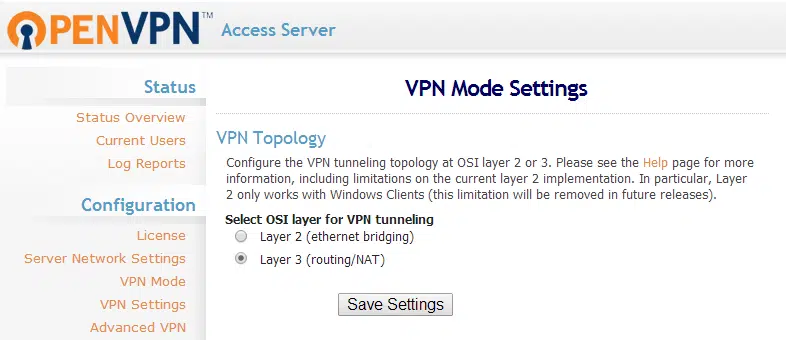 OPENVPN™ Access Server
Status
Status Overview
Current Users
Log Reports
Configuration
License
Server Network Settings
VPN Mode
VPN Settings
Advanced VPN
VPN Mode Settings
VPN Topology
Configure the VPN tunneling topology at OSI layer 2 or 3. Please see the Help page for more
information, including limitations on the current layer 2 implementation. In particular, Layer
2 only works with Windows Clients (this limitation will be removed in future releases).
Select OSI layer for VPN tunneling
Layer 2 (ethernet bridging)
Layer 3 (routing/NAT)
Save Settings